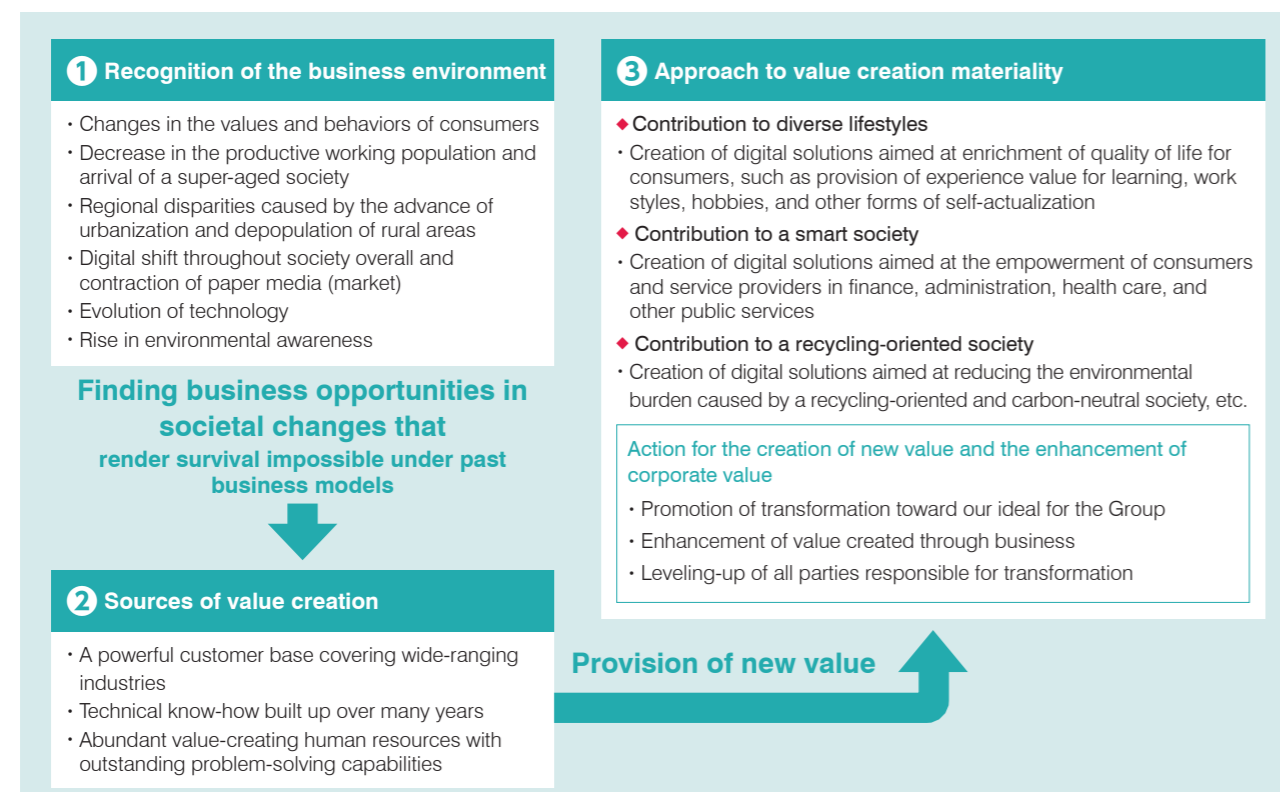 1 Recognition of the business environment
・Changes in the values and behaviors of consumers
・Decrease in the productive working population and
arrival of a super-aged society
・Regional disparities caused by the advance of
urbanization and depopulation of rural areas
・Digital shift throughout society overall and
contraction of paper media (market)
・Evolution of technology
・Rise in environmental awareness
Finding business opportunities in
societal changes that
render survival impossible under past
business models
2 Sources of value creation
・A powerful customer base covering wide-ranging
industries
・Technical know-how built up over many years
・Abundant value-creating human resources with
outstanding problem-solving capabilities
Provision of new value
3 Approach to value creation materiality
◆Contribution to diverse lifestyles
・Creation of digital solutions aimed at enrichment of quality of life for
consumers, such as provision of experience value for learning, work
styles, hobbies, and other forms of self-actualization
◆Contribution to a smart society
・Creation of digital solutions aimed at the empowerment of consumers
and service providers in finance, administration, health care, and
other public services
◆Contribution to a recycling-oriented society
・Creation of digital solutions aimed at reducing the environmental
burden caused by a recycling-oriented and carbon-neutral society, etc.
Action for the creation of new value and the enhancement of
corporate value
・Promotion of transformation toward our ideal for the Group
・Enhancement of value created through business
・Leveling-up of all parties responsible for transformation